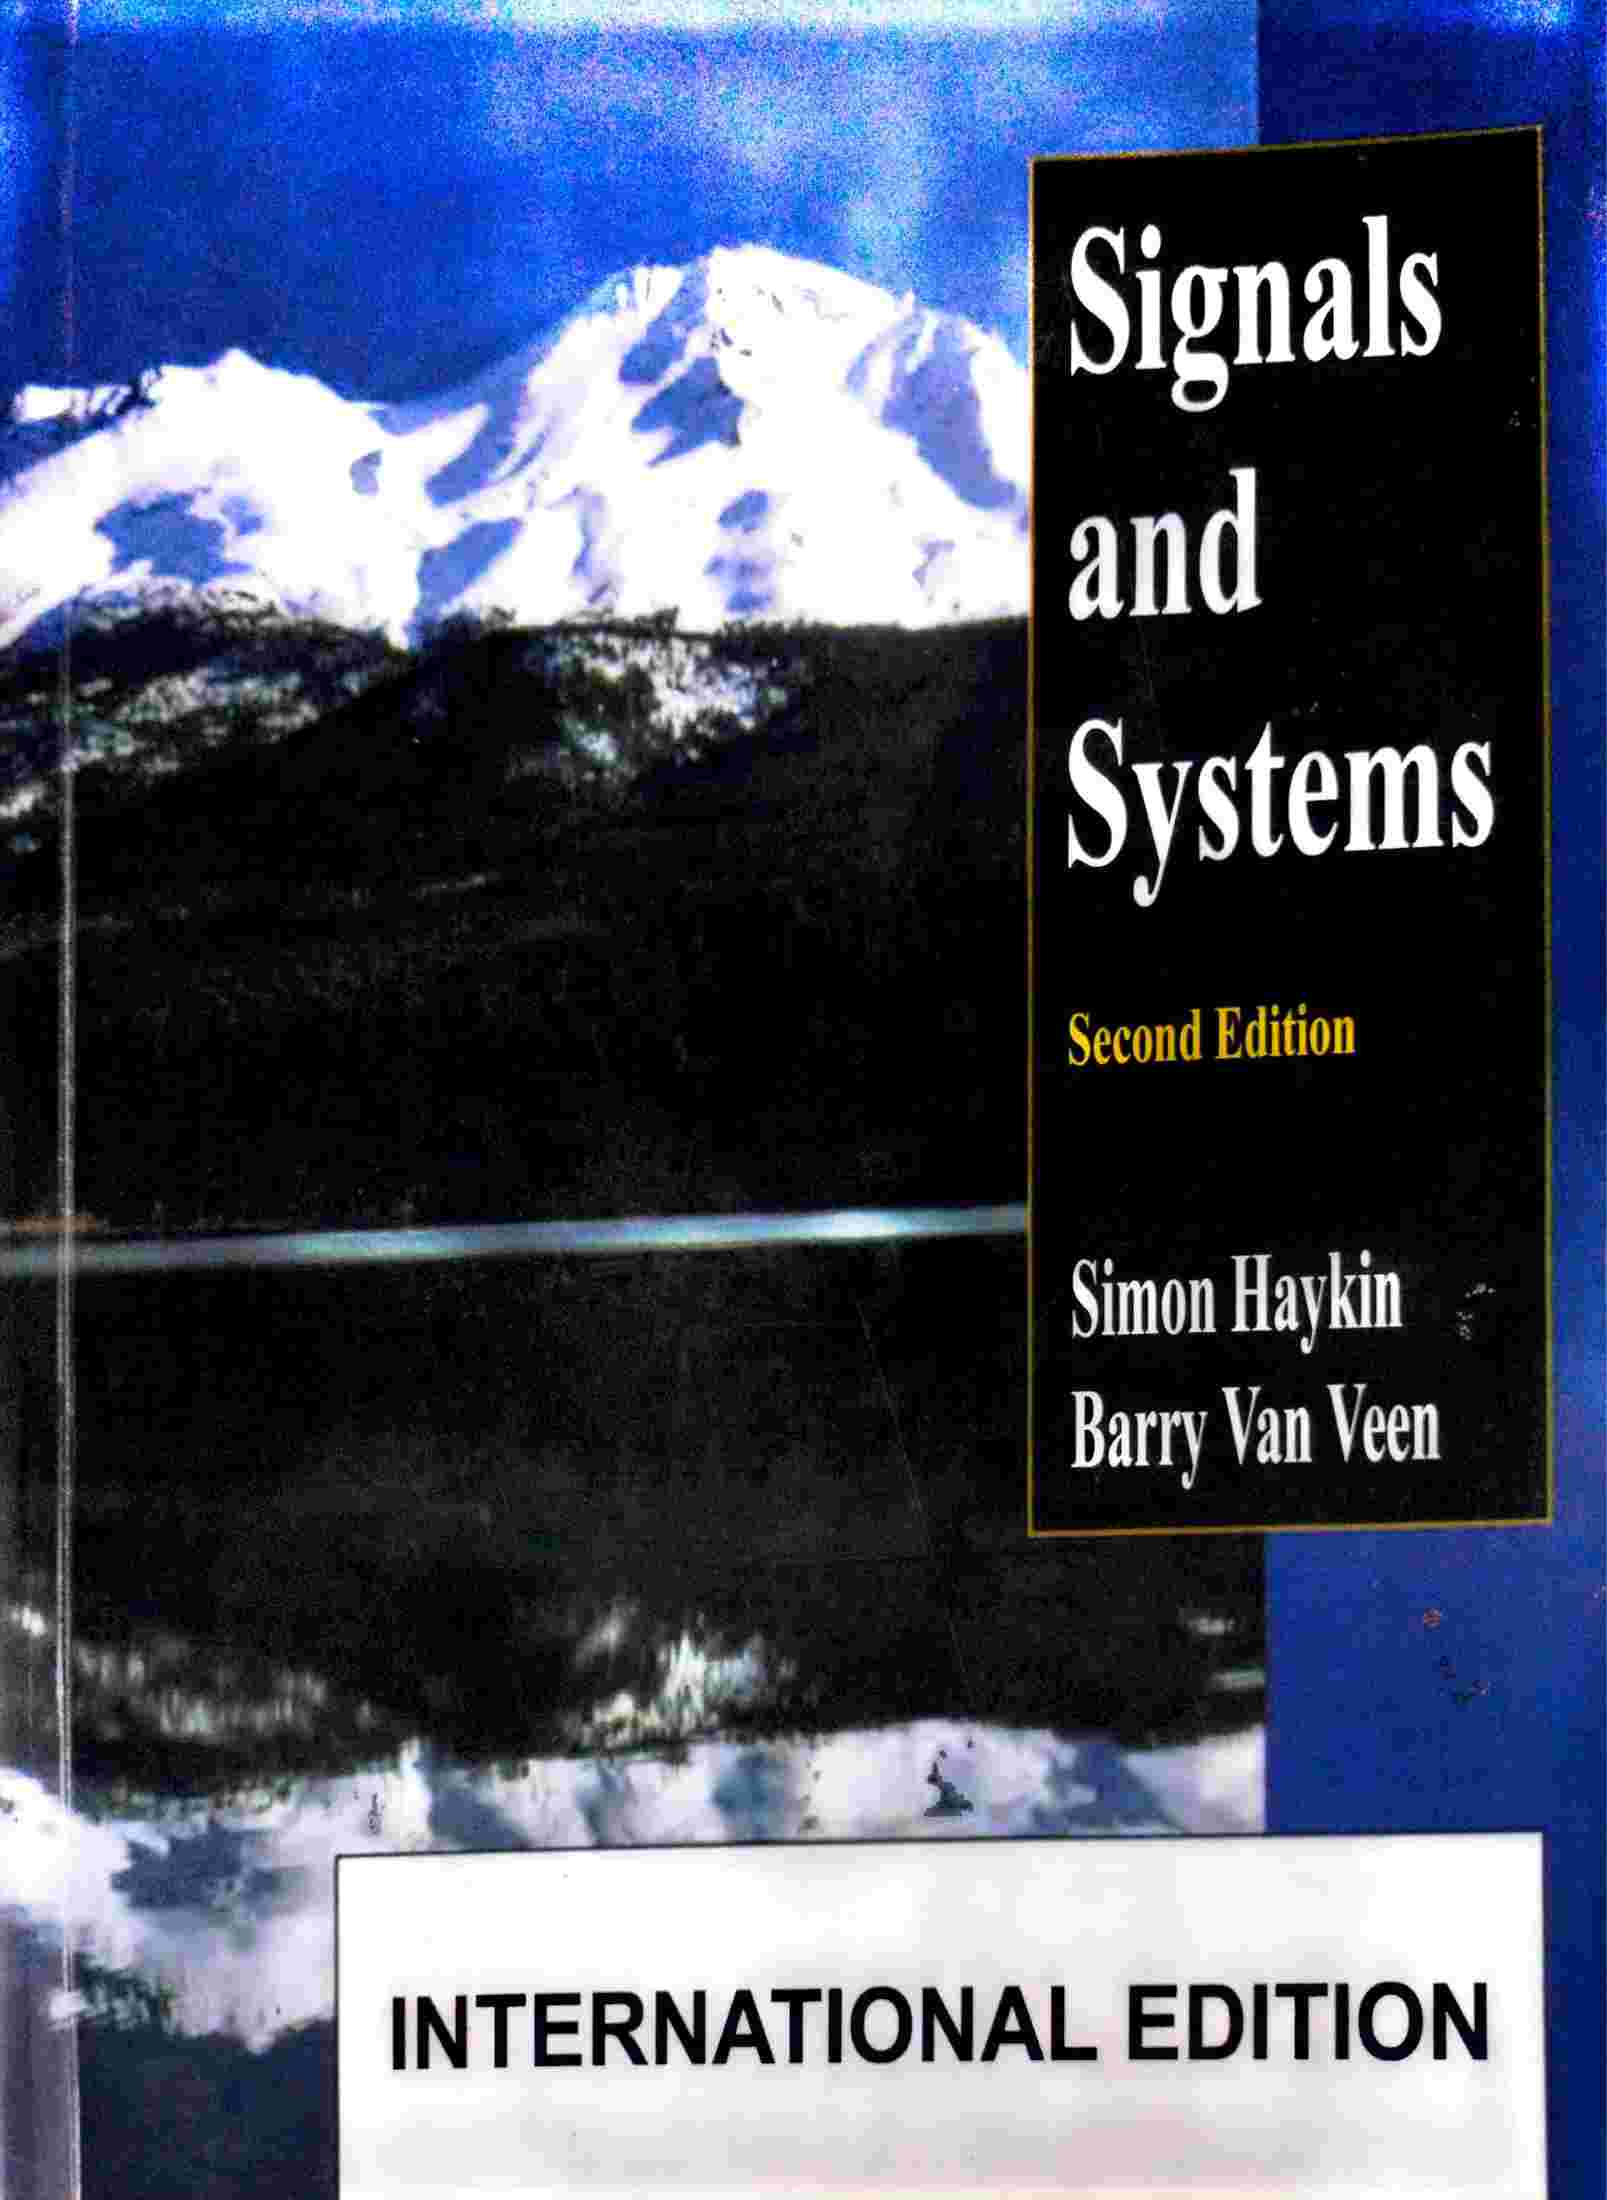 Signals
and
Systems
Second Edition
Simon Haykin
Barry Van Veen
INTERNATIONAL EDITION